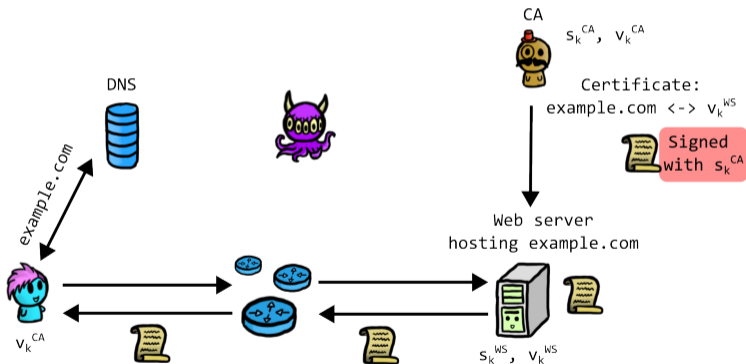 CA
s_k^CA, v_k^CA
DNS
Certificate:
example.com <-> v_k^WS
Signed
with s_k^CA
example.com
Web server
hosting example.com
v_k^CA
s_k^WS, v_k^WS